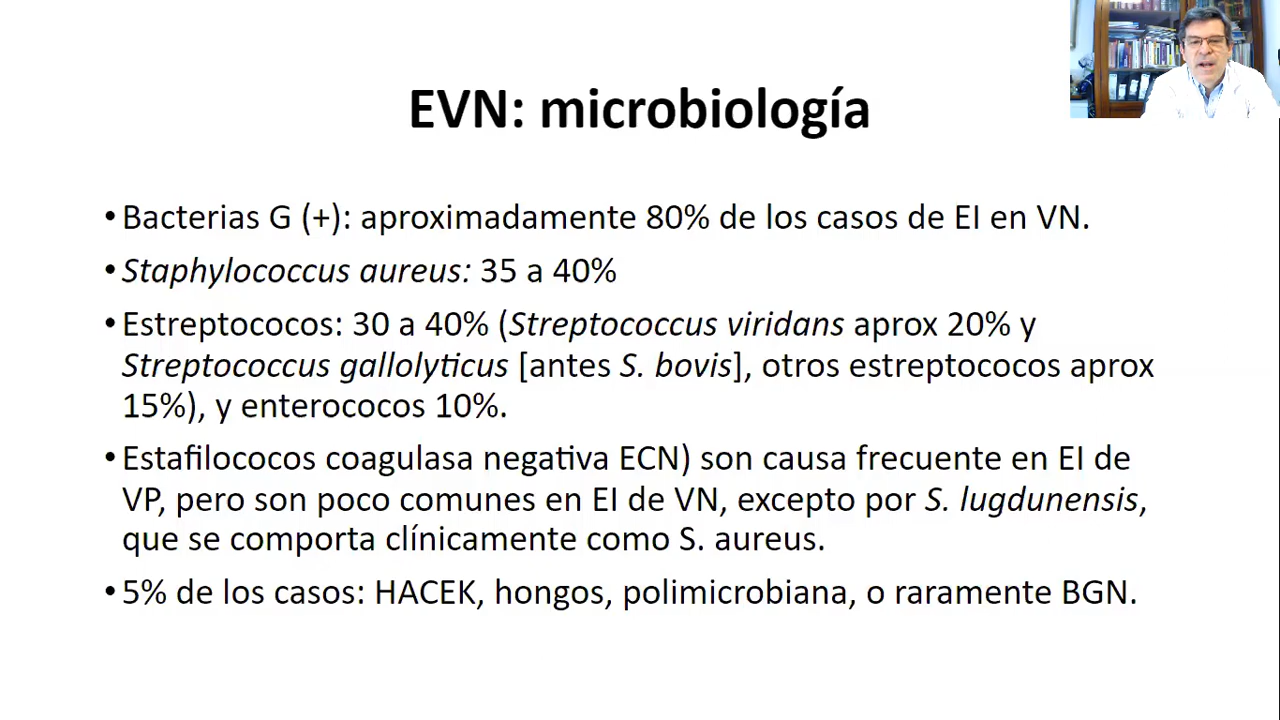 EVN: microbiología
• Bacterias G (+): aproximadamente 80% de los casos de EI en VN.
• Staphylococcus aureus: 35 a 40%
• Estreptococos: 30 a 40% (Streptococcus viridans aprox 20% y
Streptococcus gallolyticus [antes S. bovis], otros estreptococos aprox
15%), y enterococos 10%.
• Estafilococos coagulasa negativa ECN) son causa frecuente en EI de
VP, pero son poco comunes en EI de VN, excepto por S. lugdunensis,
que se comporta clínicamente como S. aureus.
• 5% de los casos: HACEK, hongos, polimicrobiana, o raramente BGN.